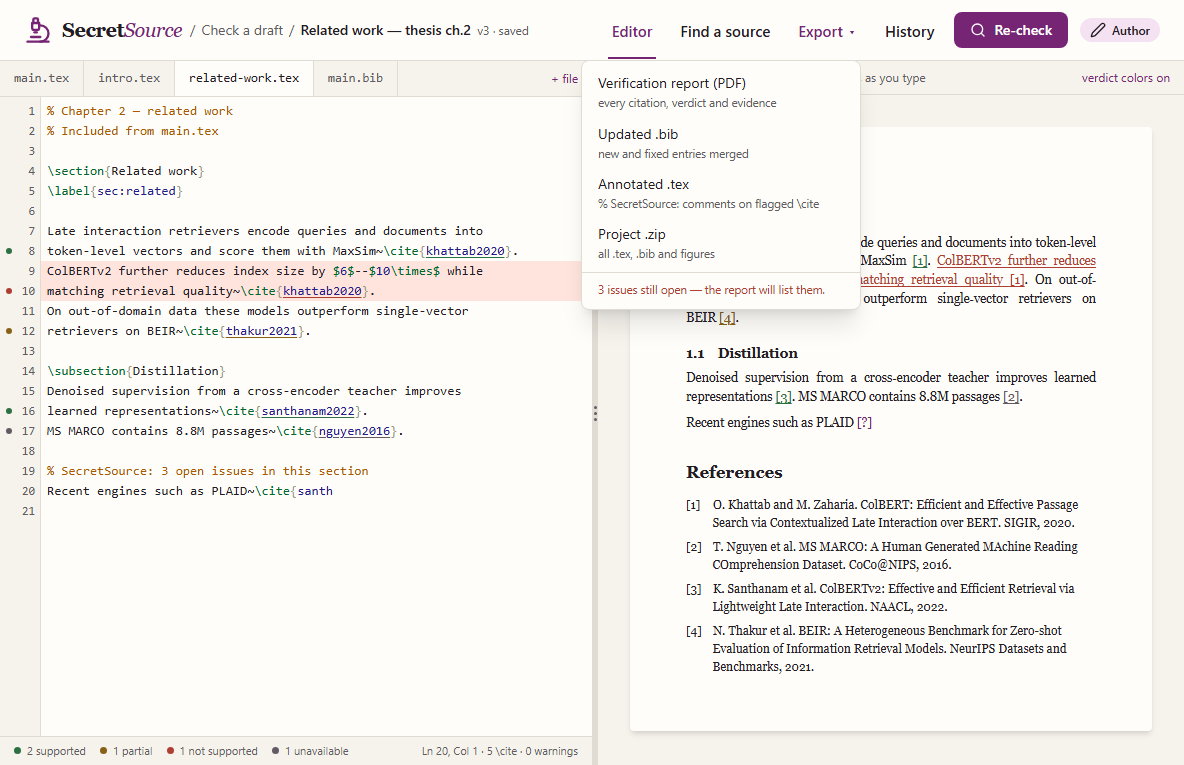 SecretSource / Check a draft / Related work — thesis ch.2 v3 · saved
Editor Find a source Export History Re-check Author
main.tex intro.tex related-work.tex main.bib + file
as you type verdict colors on
Verification report (PDF)
every citation, verdict and evidence
Updated .bib
new and fixed entries merged
Annotated .tex
% SecretSource: comments on flagged \cite
Project .zip
all .tex, .bib and figures
3 issues still open — the report will list them.
1 % Chapter 2 — related work
2 % Included from main.tex
3
4 \section{Related work}
5 \label{sec:related}
6
7 Late interaction retrievers encode queries and documents into
8 token-level vectors and score them with MaxSim~\cite{khattab2020}.
9 ColBERTv2 further reduces index size by $6$--$10\times$ while
10 matching retrieval quality~\cite{khattab2020}.
11 On out-of-domain data these models outperform single-vector
12 retrievers on BEIR~\cite{thakur2021}.
13
14 \subsection{Distillation}
15 Denoised supervision from a cross-encoder teacher improves
16 learned representations~\cite{santhanam2022}.
17 MS MARCO contains 8.8M passages~\cite{nguyen2016}.
18
19 % SecretSource: 3 open issues in this section
20 Recent engines such as PLAID~\cite{santh
21
de queries and documents into token-level
MaxSim [1]. ColBERTv2 further reduces
matching retrieval quality [1]. On out-of-
outperform single-vector retrievers on
BEIR [4].
1.1 Distillation
Denoised supervision from a cross-encoder teacher improves learned
representations [3]. MS MARCO contains 8.8M passages [2].
Recent engines such as PLAID [?]
References
[1] O. Khattab and M. Zaharia. ColBERT: Efficient and Effective Passage
Search via Contextualized Late Interaction over BERT. SIGIR, 2020.
[2] T. Nguyen et al. MS MARCO: A Human Generated MAchine Reading
COmprehension Dataset. CoCo@NIPS, 2016.
[3] K. Santhanam et al. ColBERTv2: Effective and Efficient Retrieval via
Lightweight Late Interaction. NAACL, 2022.
[4] N. Thakur et al. BEIR: A Heterogeneous Benchmark for Zero-shot
Evaluation of Information Retrieval Models. NeurIPS Datasets and
Benchmarks, 2021.
2 supported 1 partial 1 not supported 1 unavailable Ln 20, Col 1 · 5 \cite · 0 warnings